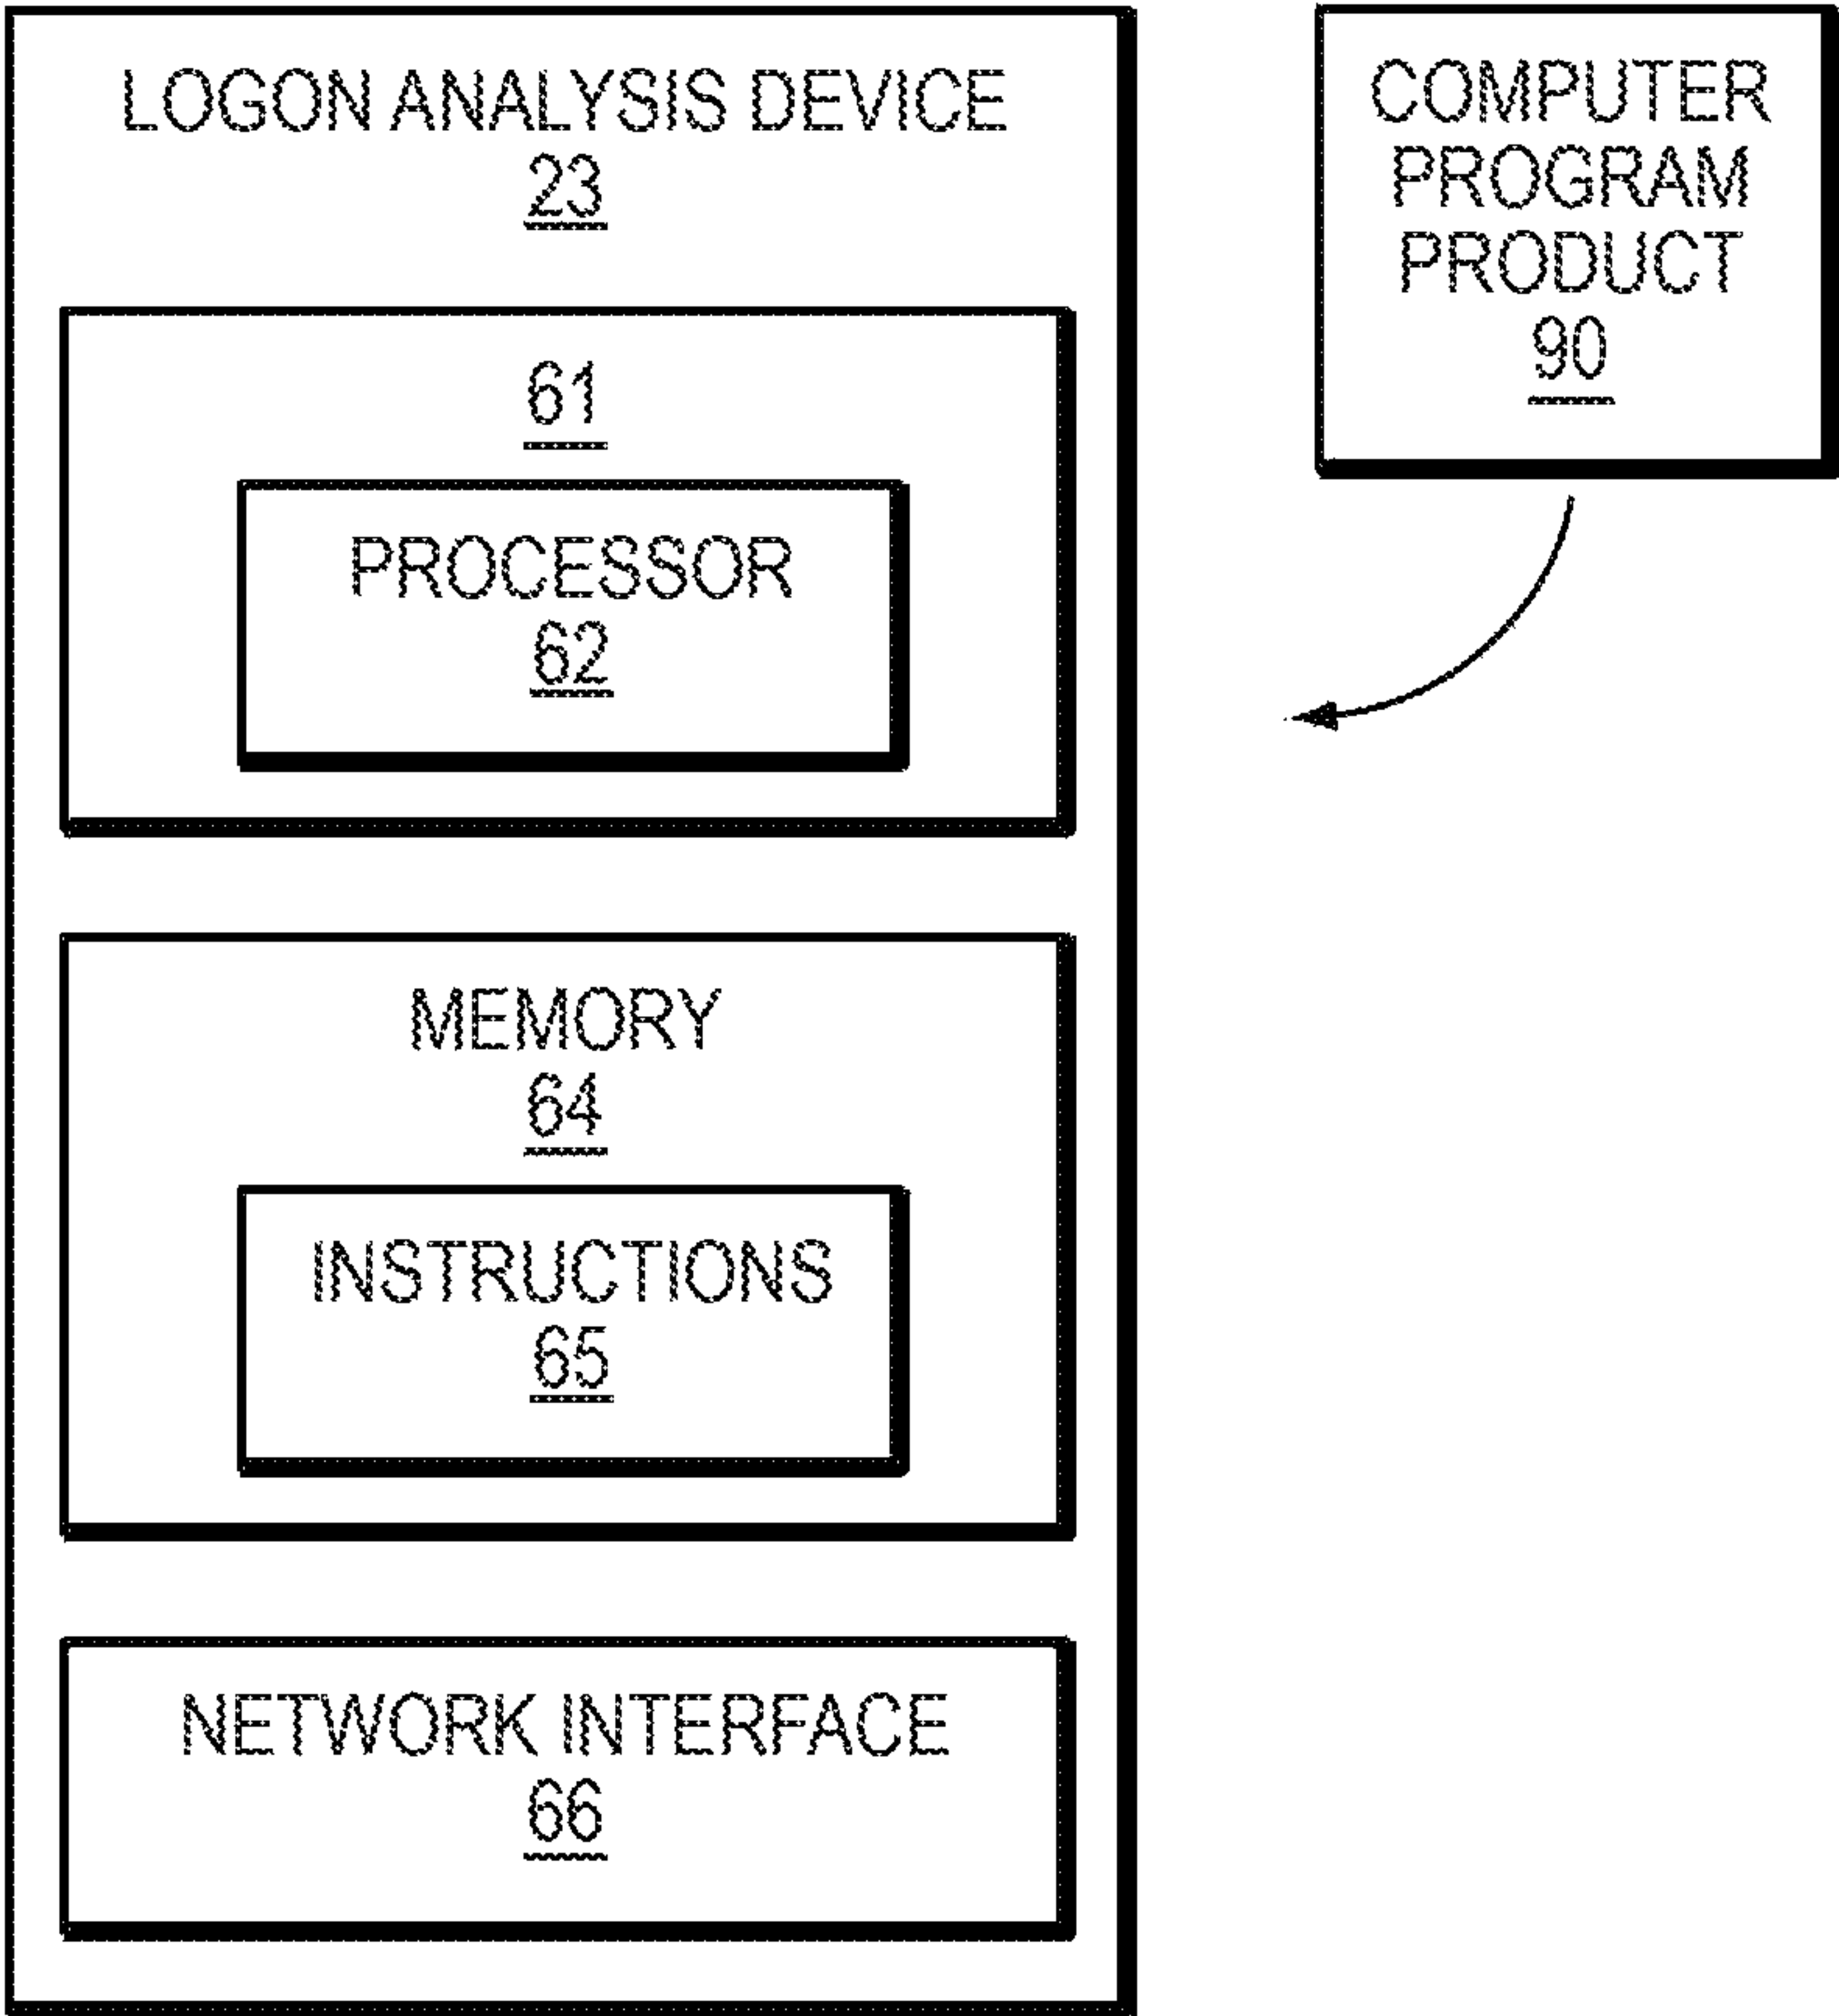 LOGON ANALYSIS DEVICE
23
61
PROCESSOR
62
MEMORY
64
INSTRUCTIONS
65
NETWORK INTERFACE
66
COMPUTER
PROGRAM
PRODUCT
90